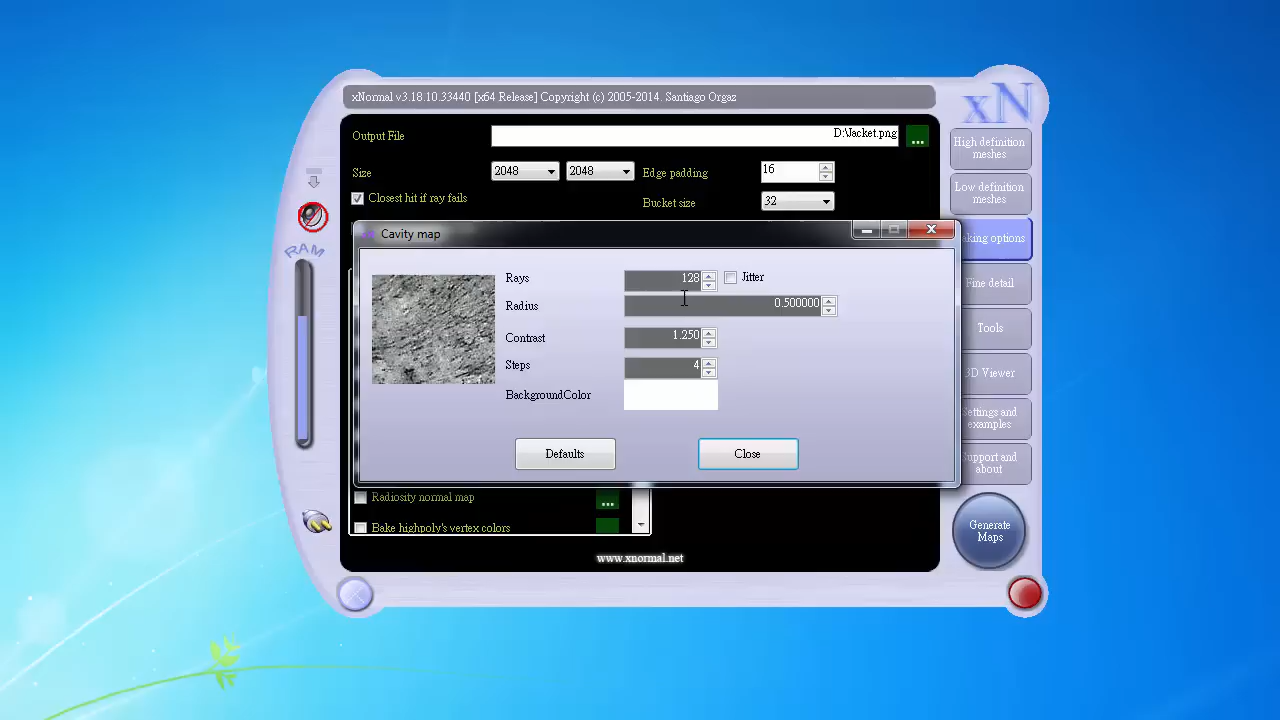 xNormal v3.18.10.33440 [x64 Release] Copyright (c) 2005-2014. Santiago Orgaz
xN
Output File
D:\Jacket.png
...
Size
2048
2048
Edge padding
16
Closest hit if ray fails
Bucket size
32
High definition
meshes
Low definition
meshes
aking options
Fine detail
Tools
3D Viewer
Settings and
examples
Support and
about
Generate
Maps
RAM
Cavity map
Rays
128
Jitter
Radius
0.500000
Contrast
1.250
Steps
4
BackgroundColor
Defaults
Close
Radiosity normal map
...
Bake highpoly's vertex colors
www.xnormal.net